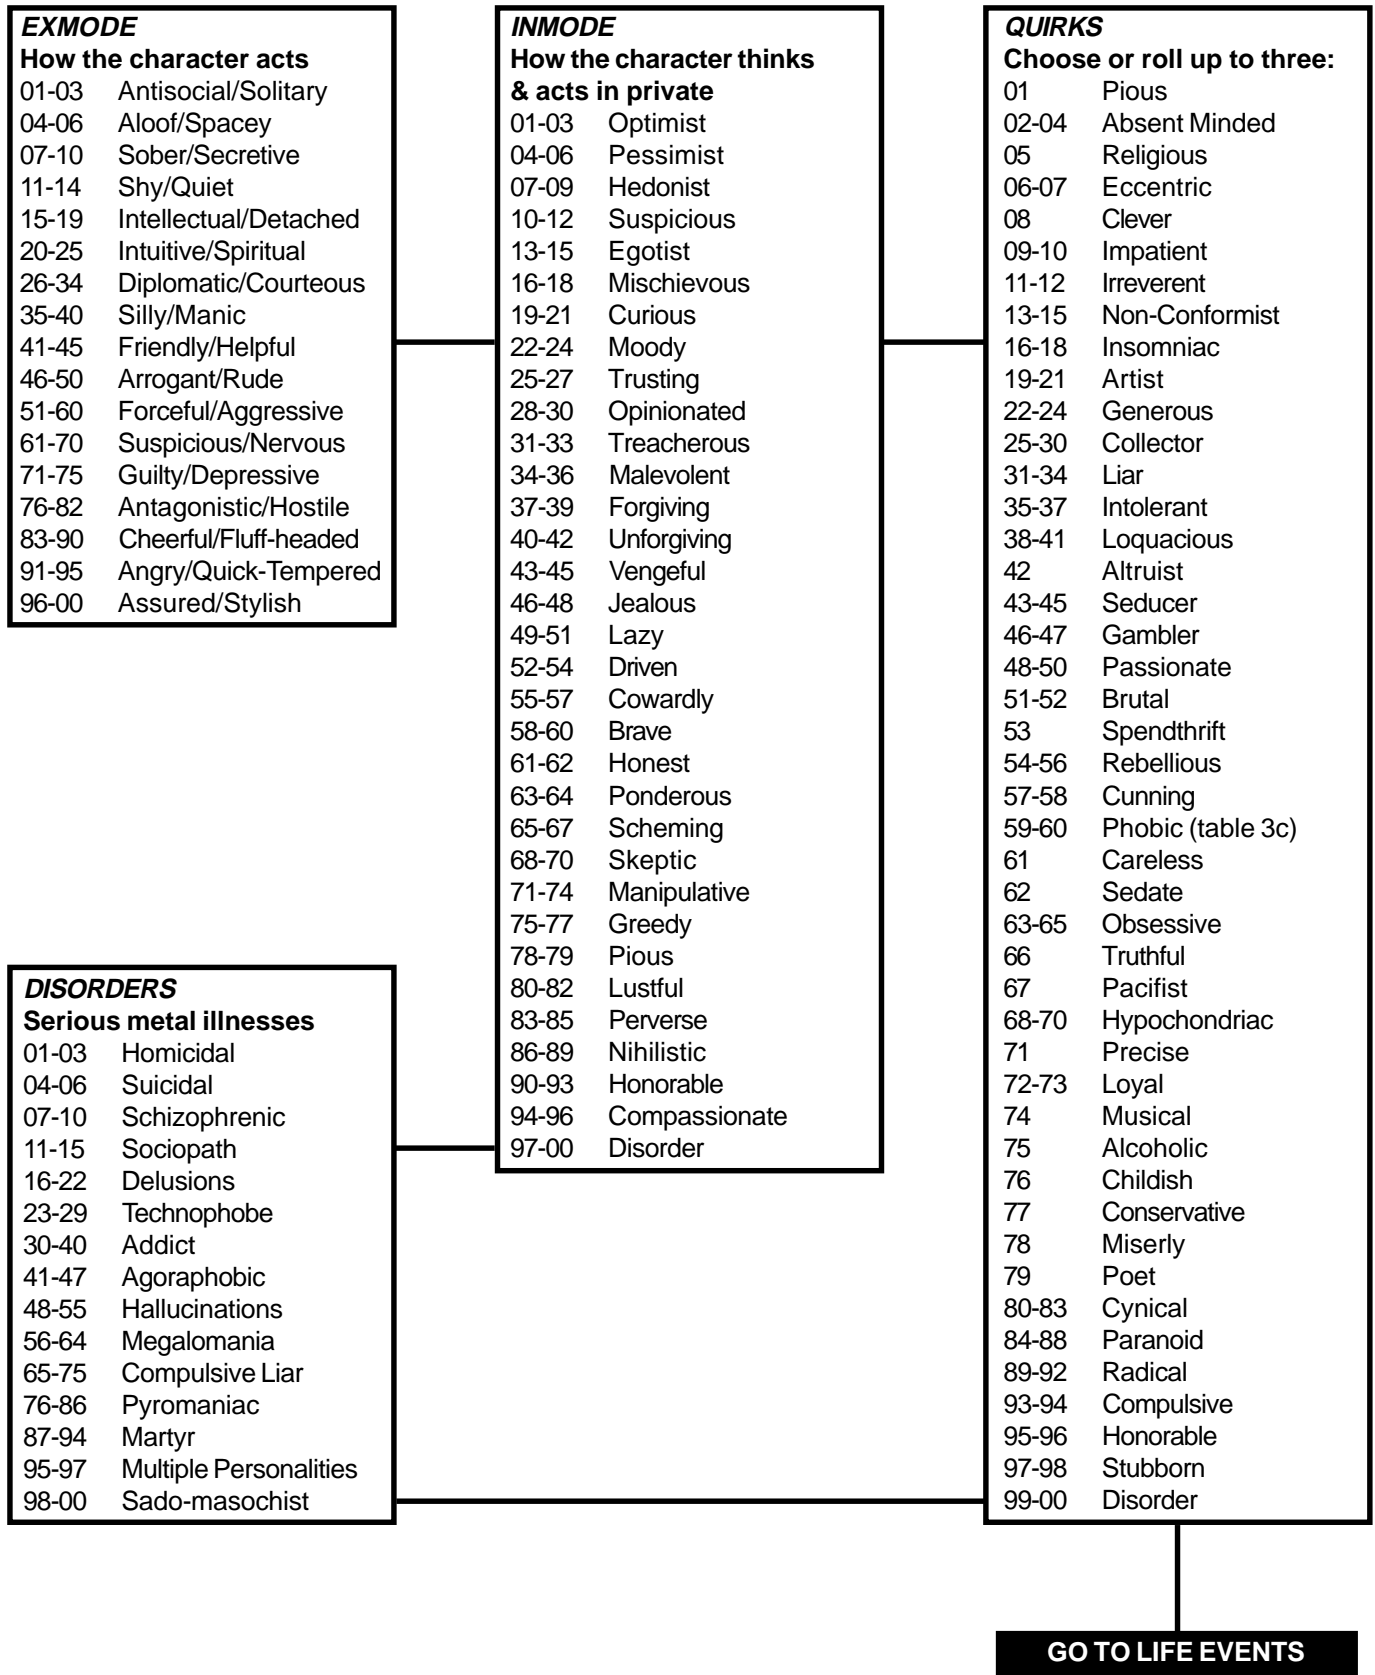 EXMODE
How the character acts
01-03 Antisocial/Solitary
04-06 Aloof/Spacey
07-10 Sober/Secretive
11-14 Shy/Quiet
15-19 Intellectual/Detached
20-25 Intuitive/Spiritual
26-34 Diplomatic/Courteous
35-40 Silly/Manic
41-45 Friendly/Helpful
46-50 Arrogant/Rude
51-60 Forceful/Aggressive
61-70 Suspicious/Nervous
71-75 Guilty/Depressive
76-82 Antagonistic/Hostile
83-90 Cheerful/Fluff-headed
91-95 Angry/Quick-Tempered
96-00 Assured/Stylish
INMODE
How the character thinks
& acts in private
01-03 Optimist
04-06 Pessimist
07-09 Hedonist
10-12 Suspicious
13-15 Egotist
16-18 Mischievous
19-21 Curious
22-24 Moody
25-27 Trusting
28-30 Opinionated
31-33 Treacherous
34-36 Malevolent
37-39 Forgiving
40-42 Unforgiving
43-45 Vengeful
46-48 Jealous
49-51 Lazy
52-54 Driven
55-57 Cowardly
58-60 Brave
61-62 Honest
63-64 Ponderous
65-67 Scheming
68-70 Skeptic
71-74 Manipulative
75-77 Greedy
78-79 Pious
80-82 Lustful
83-85 Perverse
86-89 Nihilistic
90-93 Honorable
94-96 Compassionate
97-00 Disorder
QUIRKS
Choose or roll up to three:
01 Pious
02-04 Absent Minded
05 Religious
06-07 Eccentric
08 Clever
09-10 Impatient
11-12 Irreverent
13-15 Non-Conformist
16-18 Insomniac
19-21 Artist
22-24 Generous
25-30 Collector
31-34 Liar
35-37 Intolerant
38-41 Loquacious
42 Altruist
43-45 Seducer
46-47 Gambler
48-50 Passionate
51-52 Brutal
53 Spendthrift
54-56 Rebellious
57-58 Cunning
59-60 Phobic (table 3c)
61 Careless
62 Sedate
63-65 Obsessive
66 Truthful
67 Pacifist
68-70 Hypochondriac
71 Precise
72-73 Loyal
74 Musical
75 Alcoholic
76 Childish
77 Conservative
78 Miserly
79 Poet
80-83 Cynical
84-88 Paranoid
89-92 Radical
93-94 Compulsive
95-96 Honorable
97-98 Stubborn
99-00 Disorder
DISORDERS
Serious metal illnesses
01-03 Homicidal
04-06 Suicidal
07-10 Schizophrenic
11-15 Sociopath
16-22 Delusions
23-29 Technophobe
30-40 Addict
41-47 Agoraphobic
48-55 Hallucinations
56-64 Megalomania
65-75 Compulsive Liar
76-86 Pyromaniac
87-94 Martyr
95-97 Multiple Personalities
98-00 Sado-masochist
GO TO LIFE EVENTS